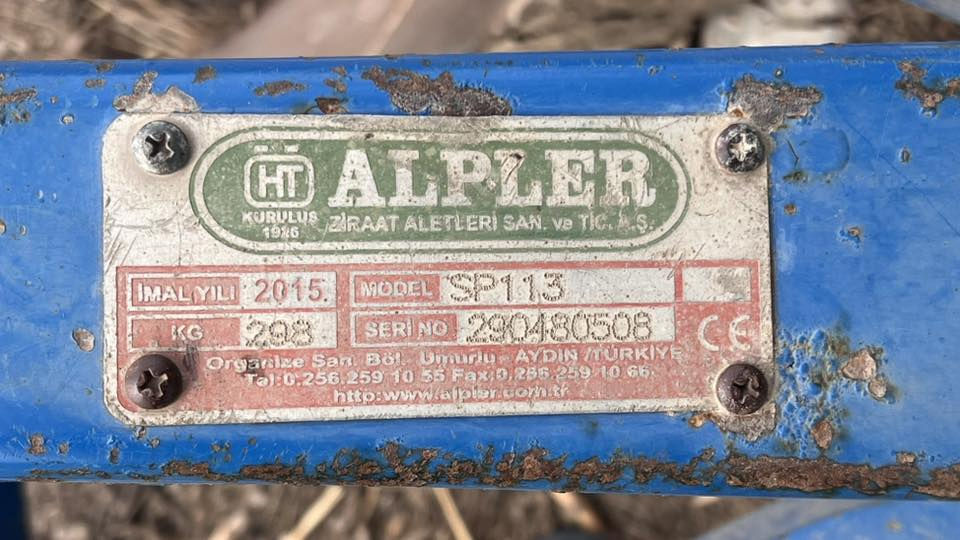 ÖÜ
HT
KURULUŞ
1926
ALPLER
ZİRAAT ALETLERİ SAN. ve TİC. A.Ş.
İMAL YILI 2015. MODEL SP113
KG 298 SERİ NO 290480508 CE
Organize San. Böl. Umurlu - AYDIN /TÜRKİYE
Tel:0.256.259 10 55 Fax:0.256.259 10 66
http:www.alpler.com.tr